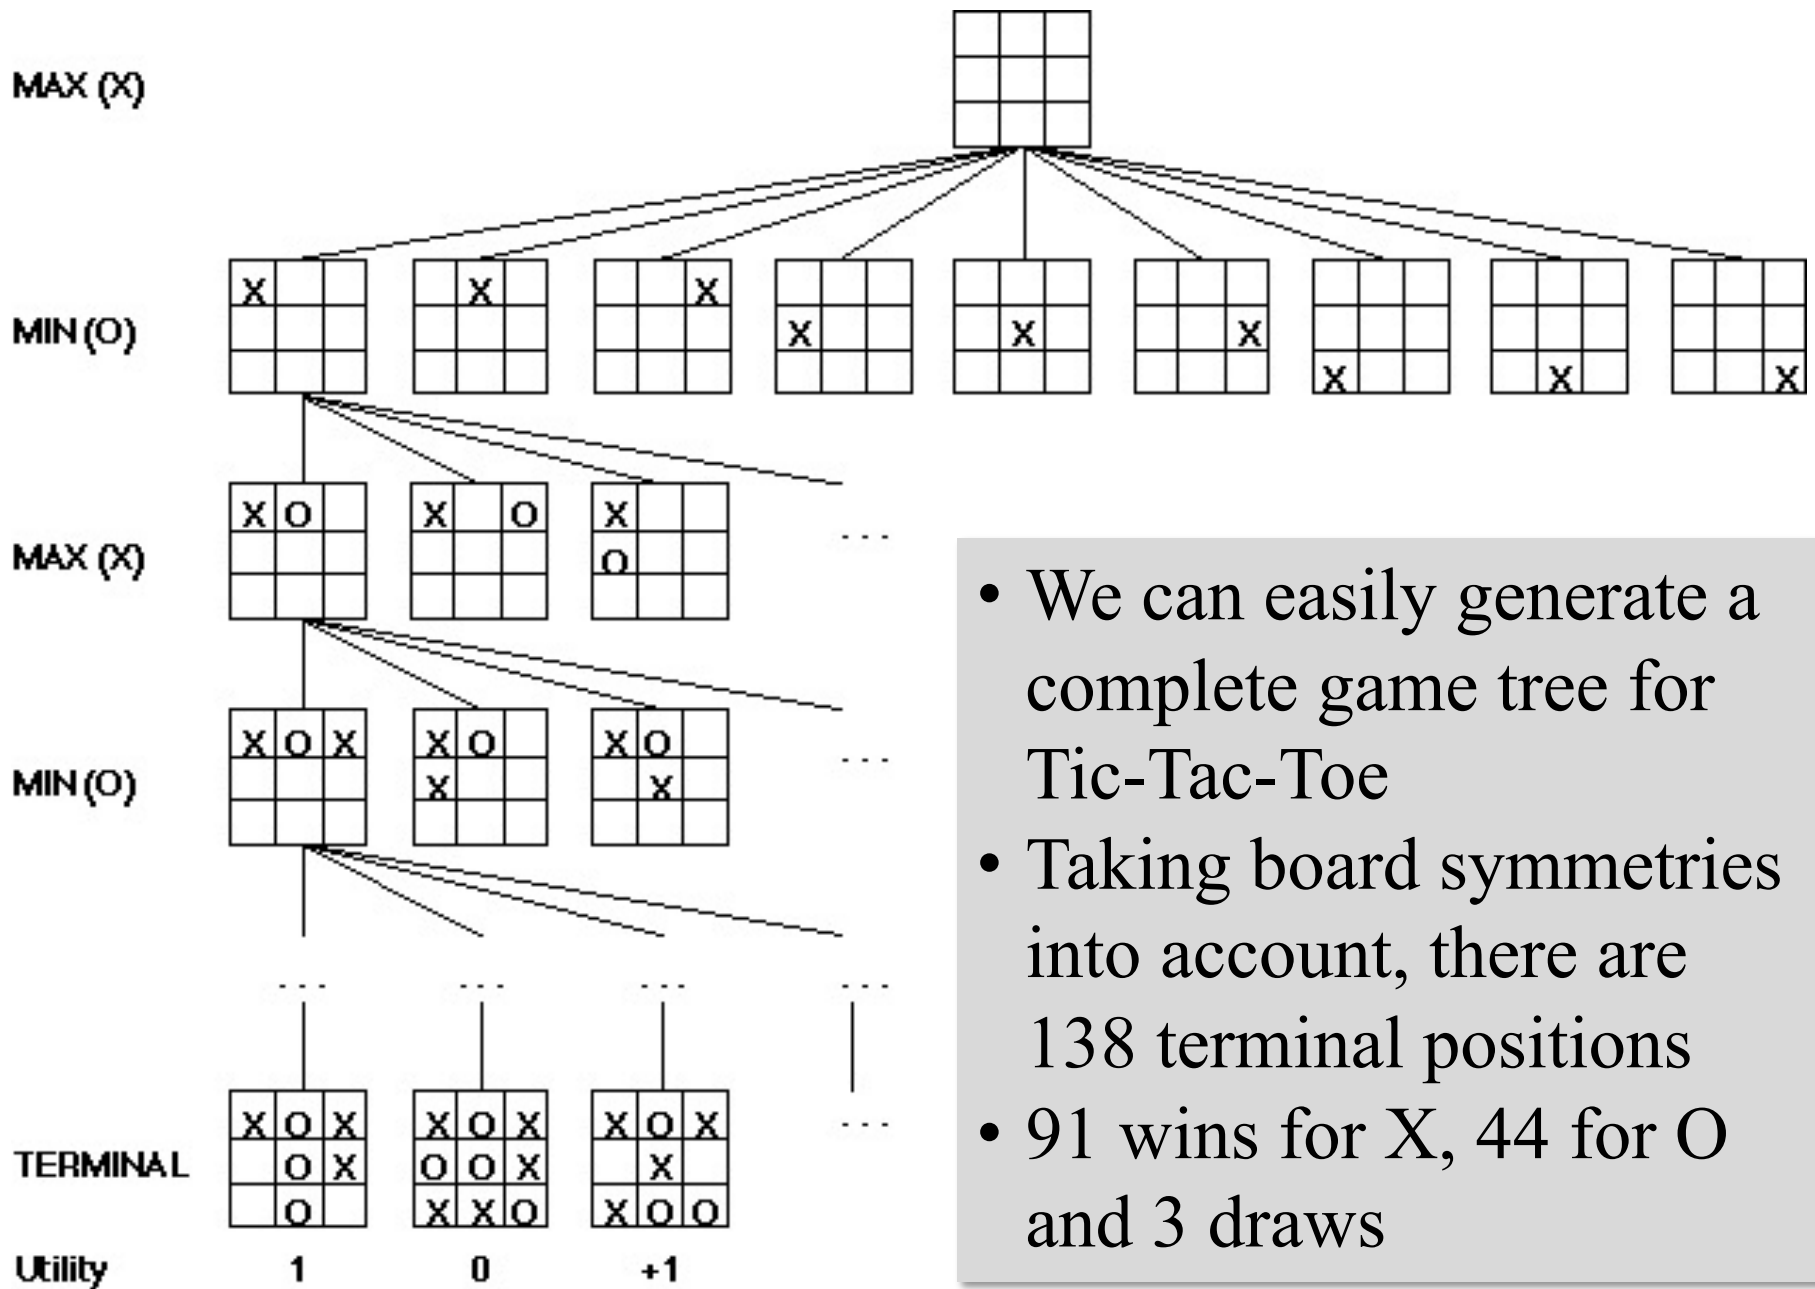 MAX (X)
X X X X X X X X X
MIN (O)
X O X O X O
MAX (X)
...
X O X X O X X O X
MIN (O)
...
... ... ... ...
X O X X O X X O X
TERMINAL O X O O X X ...
O X X O X O O
Utility 1 0 +1
• We can easily generate a
complete game tree for
Tic-Tac-Toe
• Taking board symmetries
into account, there are
138 terminal positions
• 91 wins for X, 44 for O
and 3 draws